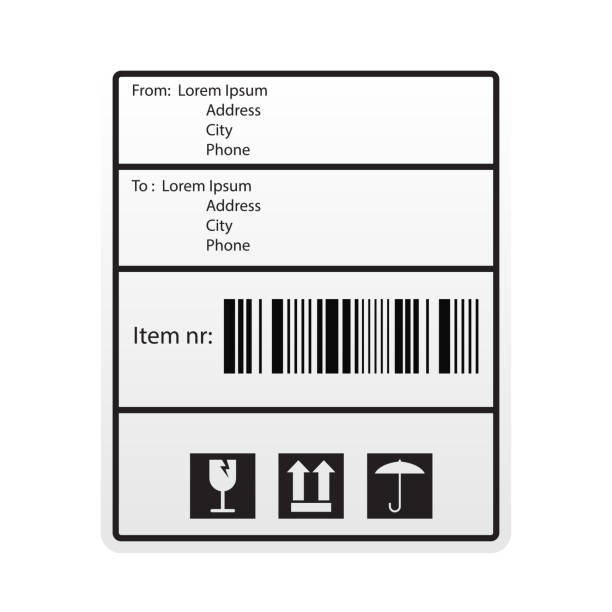 From: Lorem Ipsum
Address
City
Phone
To : Lorem Ipsum
Address
City
Phone
Item nr: